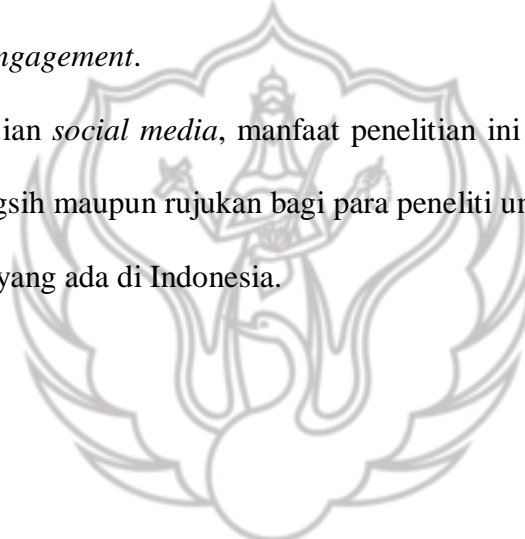 ngagement.
ian social media, manfaat penelitian ini
gsih maupun rujukan bagi para peneliti un
yang ada di Indonesia.